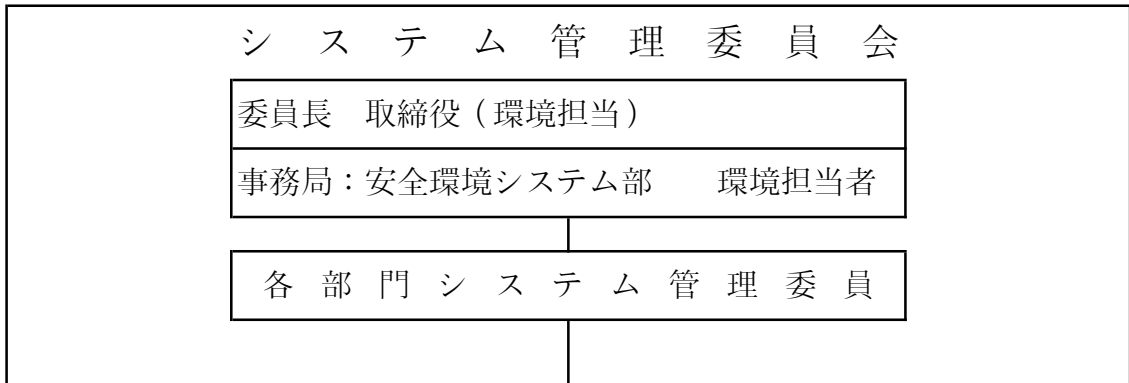 システム管理委員会
委員長　取締役(環境担当)
事務局：安全環境システム部　　環境担当者
各部門システム管理委員